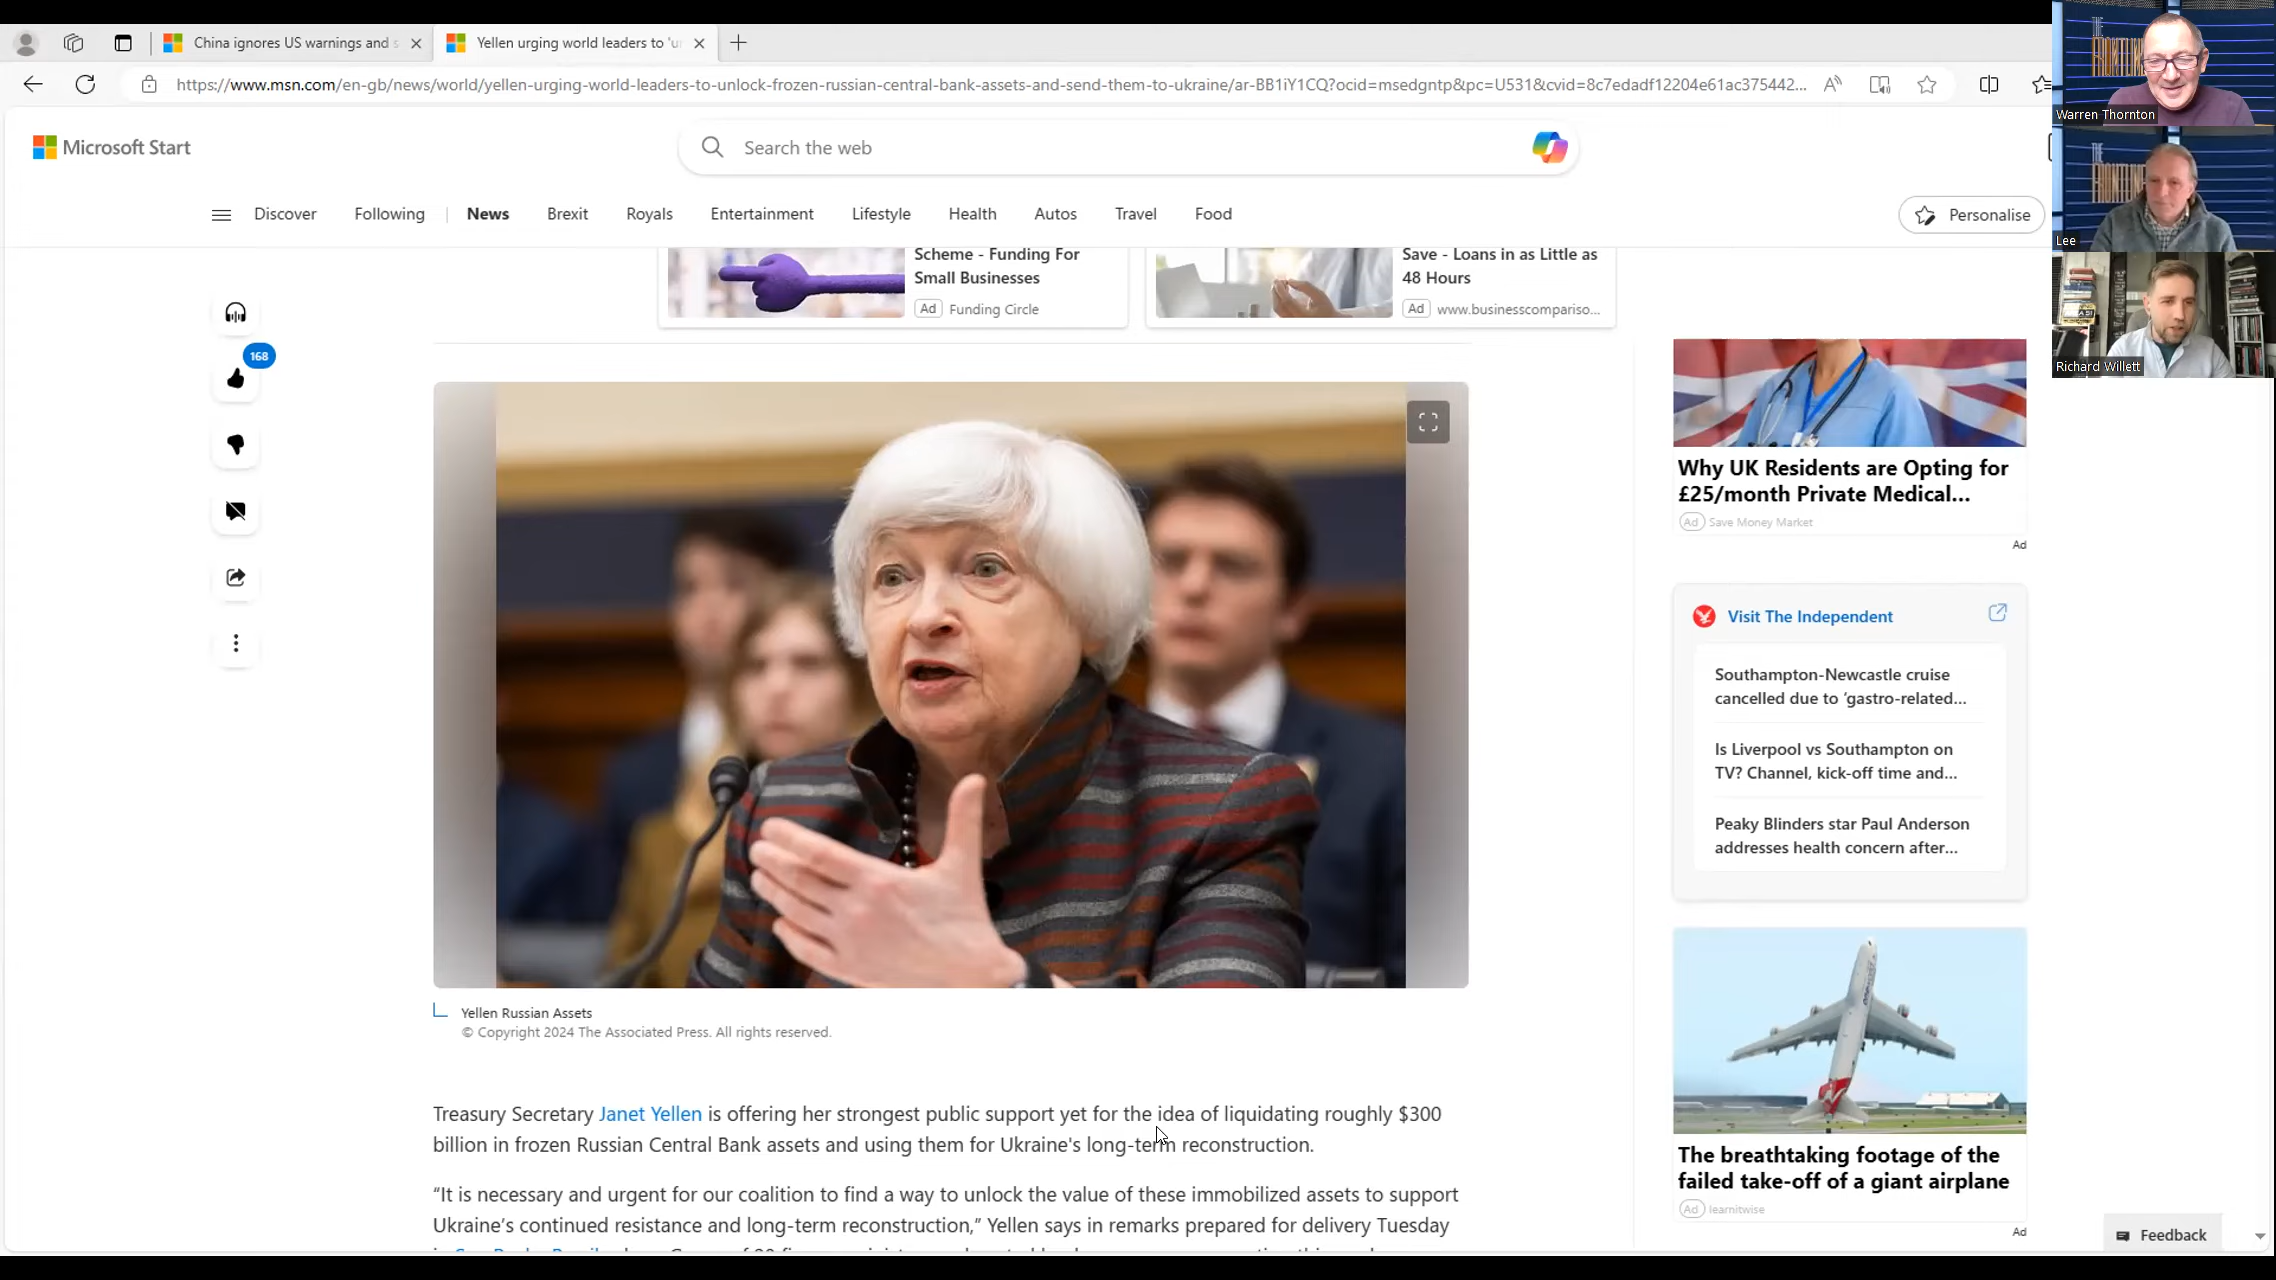 China ignores US warnings and s
Yellen urging world leaders to 'u
https://www.msn.com/en-gb/news/world/yellen-urging-world-leaders-to-unlock-frozen-russian-central-bank-assets-and-send-them-to-ukraine/ar-BB1iY1CQ?ocid=msedgntp&pc=U531&cvid=8c7edadf12204e61ac375442...
Warren Thornton
Lee
Richard Willett
Microsoft Start
Search the web
Discover
Following
News
Brexit
Royals
Entertainment
Lifestyle
Health
Autos
Travel
Food
Personalise
Scheme - Funding For
Small Businesses
Ad Funding Circle
Save - Loans in as Little as
48 Hours
Ad www.businesscompariso...
168
Yellen Russian Assets
© Copyright 2024 The Associated Press. All rights reserved.
Treasury Secretary Janet Yellen is offering her strongest public support yet for the idea of liquidating roughly $300
billion in frozen Russian Central Bank assets and using them for Ukraine's long-term reconstruction.
“It is necessary and urgent for our coalition to find a way to unlock the value of these immobilized assets to support
Ukraine’s continued resistance and long-term reconstruction,” Yellen says in remarks prepared for delivery Tuesday
Why UK Residents are Opting for
£25/month Private Medical...
Ad Save Money Market
Ad
Visit The Independent
Southampton-Newcastle cruise
cancelled due to ‘gastro-related...
Is Liverpool vs Southampton on
TV? Channel, kick-off time and...
Peaky Blinders star Paul Anderson
addresses health concern after...
The breathtaking footage of the
failed take-off of a giant airplane
Ad learnitwise
Ad
Feedback